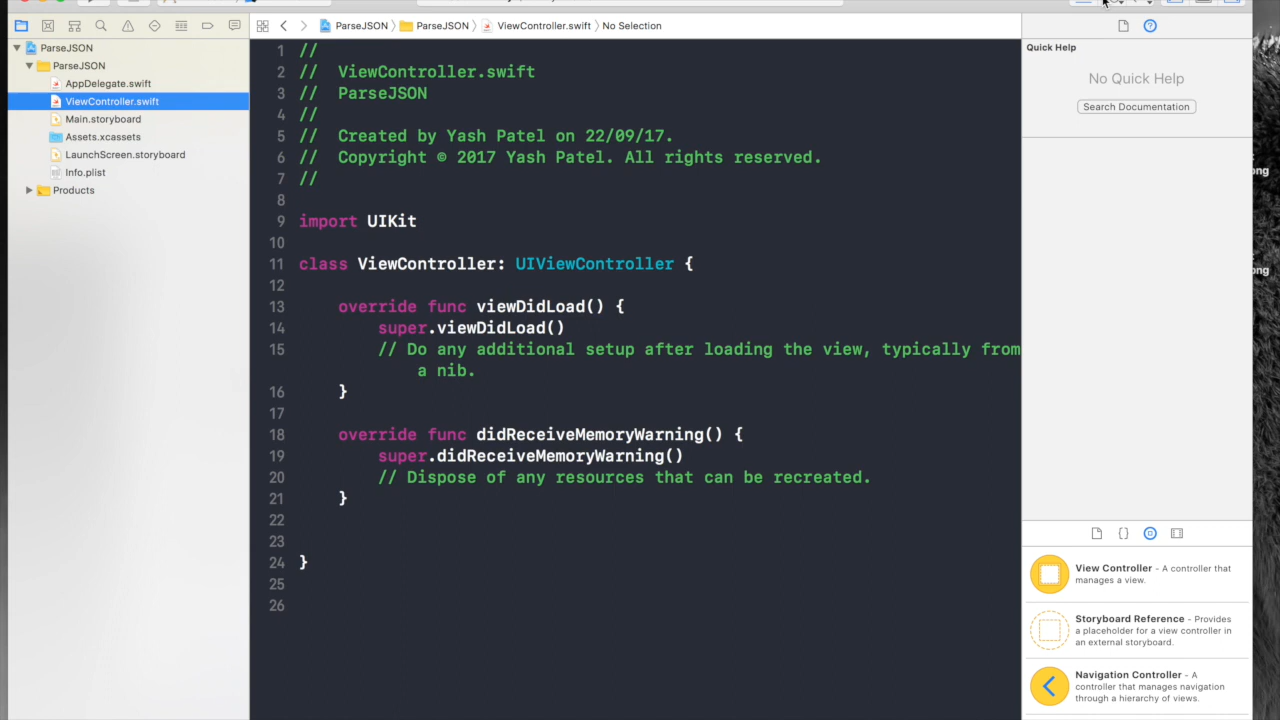 ParseJSON
ParseJSON
AppDelegate.swift
ViewController.swift
Main.storyboard
Assets.xcassets
LaunchScreen.storyboard
Info.plist
Products
ParseJSON ParseJSON ViewController.swift No Selection
1 //
2 // ViewController.swift
3 // ParseJSON
4 //
5 // Created by Yash Patel on 22/09/17.
6 // Copyright © 2017 Yash Patel. All rights reserved.
7 //
8
9 import UIKit
10
11 class ViewController: UIViewController {
12
13 override func viewDidLoad() {
14 super.viewDidLoad()
15 // Do any additional setup after loading the view, typically from
a nib.
16 }
17
18 override func didReceiveMemoryWarning() {
19 super.didReceiveMemoryWarning()
20 // Dispose of any resources that can be recreated.
21 }
22
23
24 }
25
26
Quick Help
No Quick Help
Search Documentation
View Controller - A controller that
manages a view.
Storyboard Reference - Provides
a placeholder for a view controller in
an external storyboard.
Navigation Controller - A
controller that manages navigation
through a hierarchy of views.